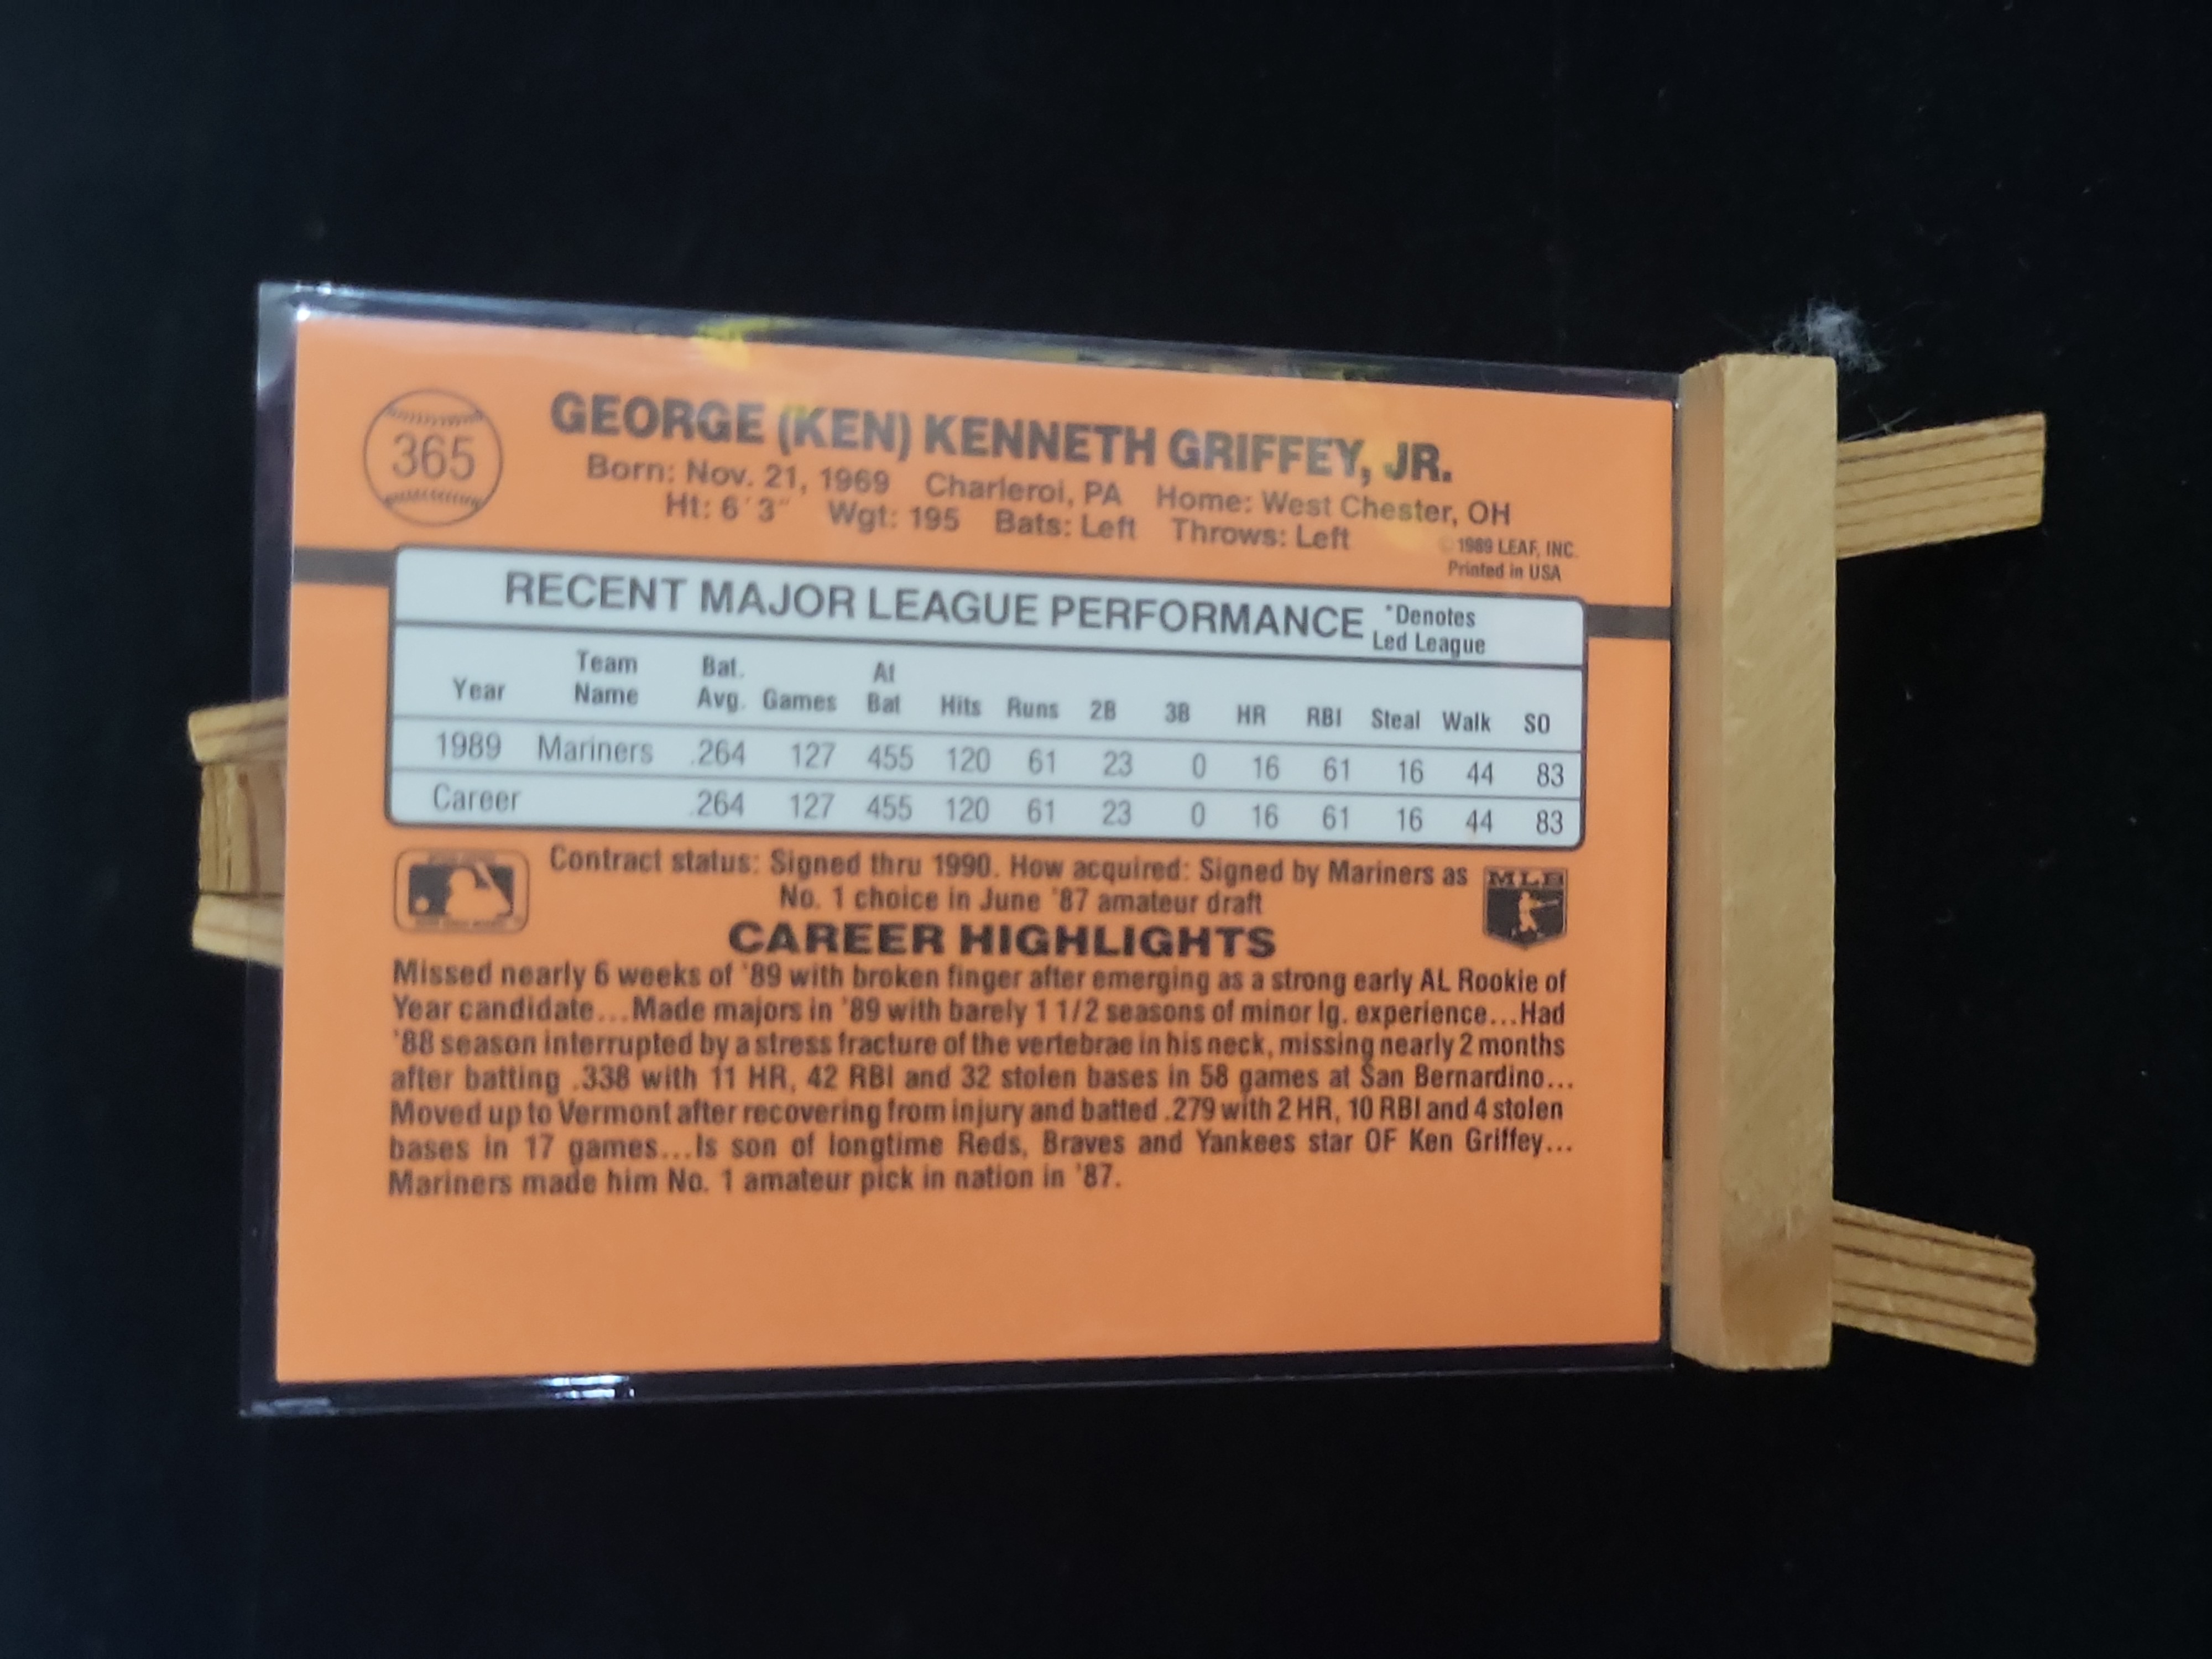 365
GEORGE (KEN) KENNETH GRIFFEY, JR.
Born: Nov. 21, 1969 Charleroi, PA Home: West Chester, OH
Ht: 6´3˝ Wgt: 195 Bats: Left Throws: Left
© 1989 LEAF, INC.
Printed in USA
RECENT MAJOR LEAGUE PERFORMANCE *Denotes
Led League
Year Team Name Bat. Avg. Games At Bat Hits Runs 2B 3B HR RBI Steal Walk SO
1989 Mariners .264 127 455 120 61 23 0 16 61 16 44 83
Career .264 127 455 120 61 23 0 16 61 16 44 83
Contract status: Signed thru 1990. How acquired: Signed by Mariners as
No. 1 choice in June '87 amateur draft
MLB
CAREER HIGHLIGHTS
Missed nearly 6 weeks of '89 with broken finger after emerging as a strong early AL Rookie of
Year candidate...Made majors in '89 with barely 1 1/2 seasons of minor lg. experience...Had
'88 season interrupted by a stress fracture of the vertebrae in his neck, missing nearly 2 months
after batting .338 with 11 HR, 42 RBI and 32 stolen bases in 58 games at San Bernardino...
Moved up to Vermont after recovering from injury and batted .279 with 2 HR, 10 RBI and 4 stolen
bases in 17 games...Is son of longtime Reds, Braves and Yankees star OF Ken Griffey...
Mariners made him No. 1 amateur pick in nation in '87.